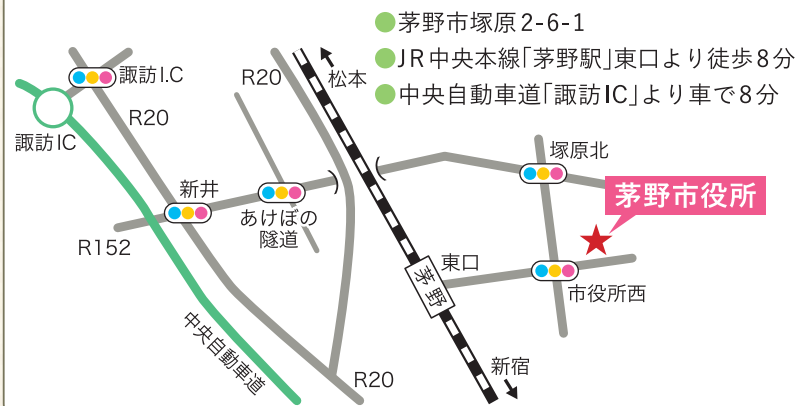 ●茅野市塚原2-6-1
●JR中央本線「茅野駅」東口より徒歩8分
●中央自動車道「諏訪IC」より車で8分
諏訪I.C
R20
松本
諏訪IC
R20
塚原北
新井
茅野市役所
あけぼの
隧道
R152
東口
茅野
市役所西
中央自動車道
新宿
R20